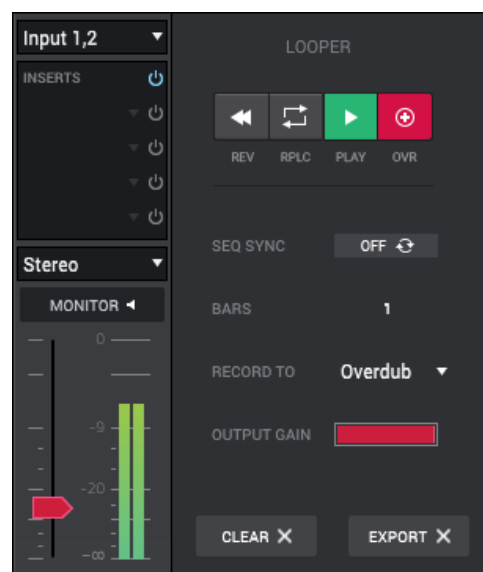 Input 1,2
INSERTS
Stereo
MONITOR
0
-9
-20
-∞
LOOPER
REV RPLC PLAY OVR
SEQ SYNC OFF
BARS 1
RECORD TO Overdub
OUTPUT GAIN
CLEAR EXPORT